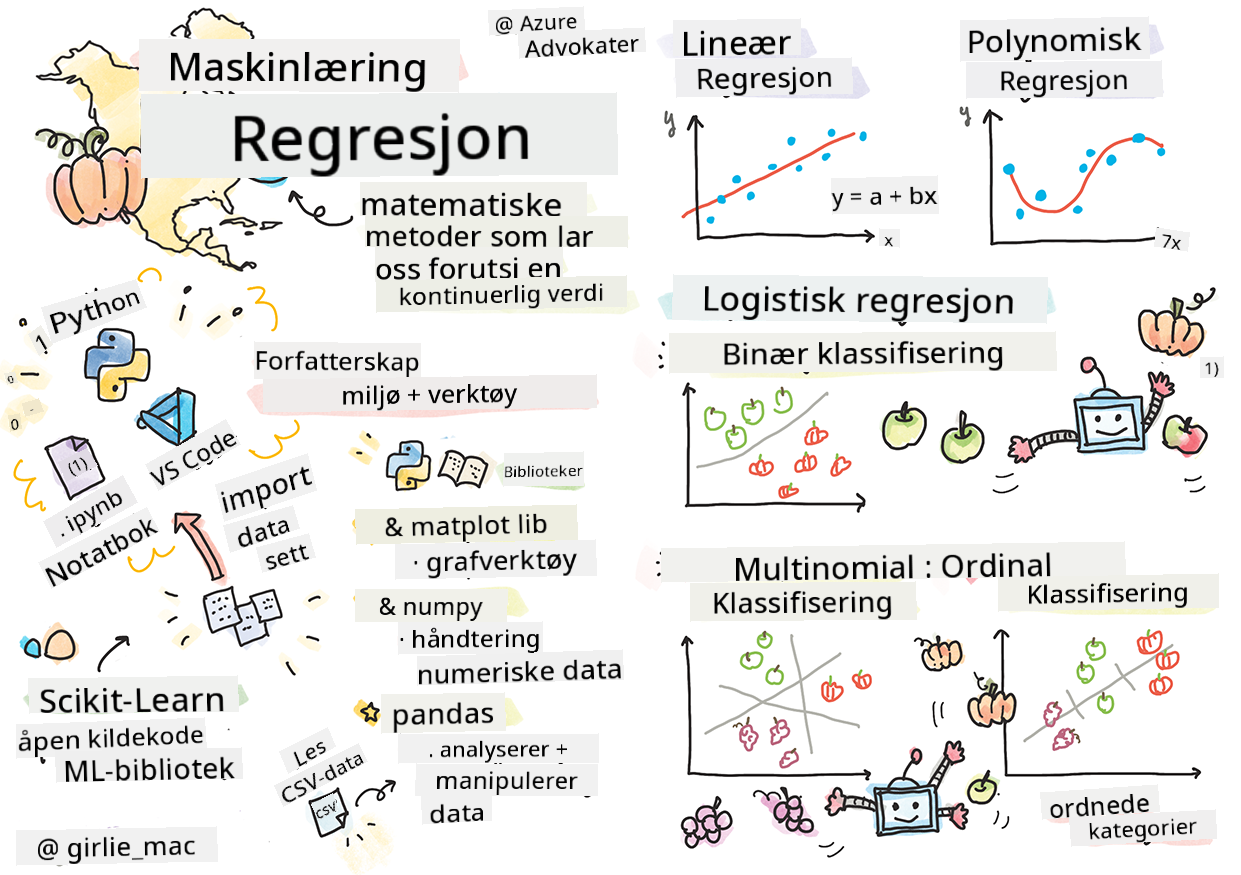 @ Azure
Advokater
Maskinlæring
Regresjon
matematiske
metoder som lar
oss forutsi en
kontinuerlig verdi
1 Python
VS Code
(1)
.ipynb
Notatbok
import
data
sett
Scikit-Learn
åpen kildekode
ML-bibliotek
@ girlie_mac
Forfatterskap
miljø + verktøy
Biblioteker
& matplot lib
· grafverktøy
& numpy
· håndtering
numeriske data
pandas
. analyserer +
manipulerer
data
Les
CSV-data
CSV
Lineær
Regresjon
y
y = a + bx
x
Polynomisk
Regresjon
y
7x
Logistisk regresjon
Binær klassifisering
1)
Multinomial : Ordinal
Klassifisering
Klassifisering
ordnede
kategorier